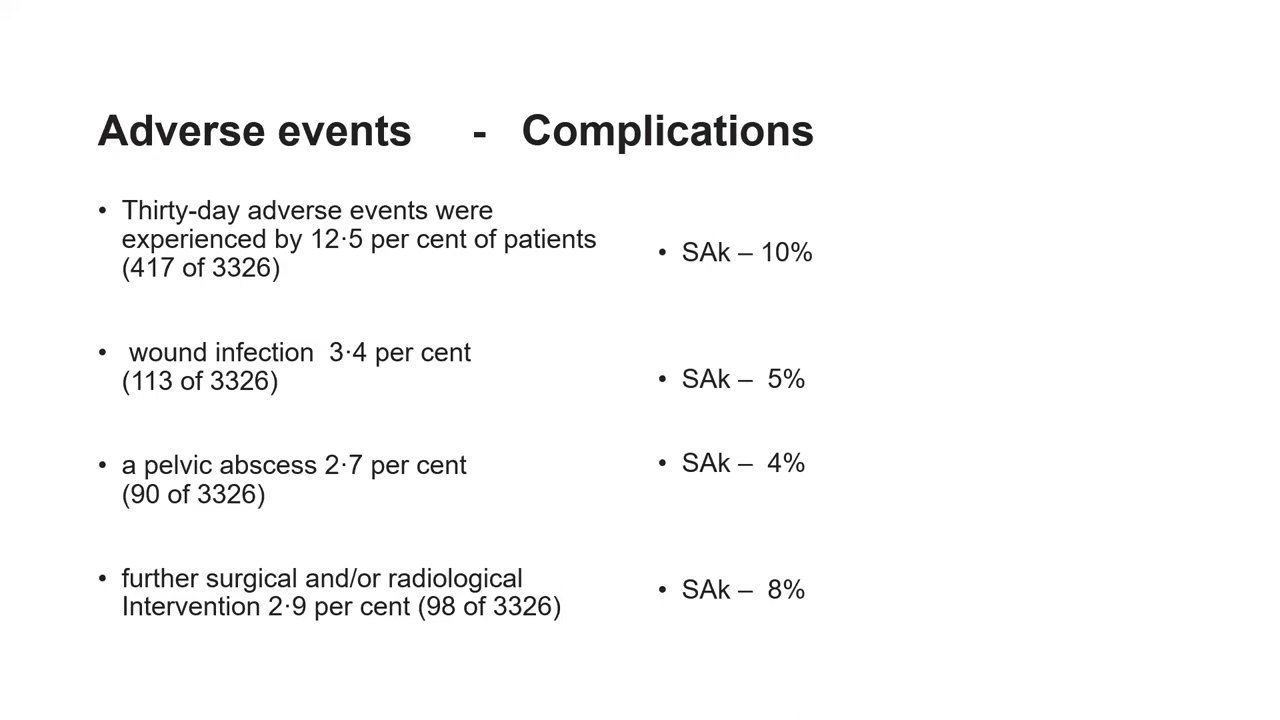 Adverse events - Complications
• Thirty-day adverse events were
experienced by 12·5 per cent of patients
(417 of 3326)
• wound infection 3·4 per cent
(113 of 3326)
• a pelvic abscess 2·7 per cent
(90 of 3326)
• further surgical and/or radiological
Intervention 2·9 per cent (98 of 3326)
• SAk – 10%
• SAk – 5%
• SAk – 4%
• SAk – 8%